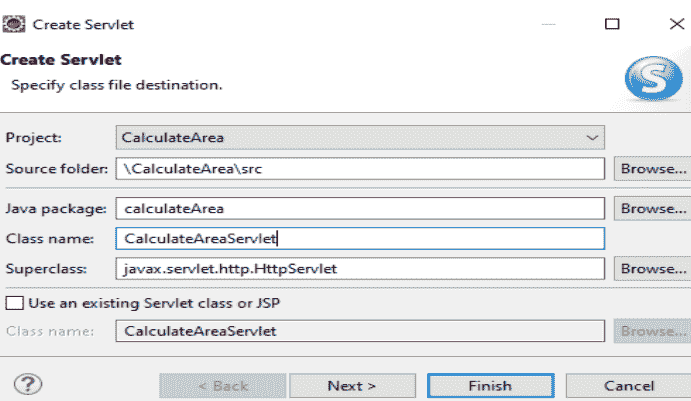 Create Servlet
Create Servlet
Specify class file destination.
S
Project: CalculateArea
Source folder: \CalculateArea\src Browse...
Java package: calculateArea Browse...
Class name: CalculateAreaServlet
Superclass: javax.servlet.http.HttpServlet Browse...
Use an existing Servlet class or JSP
Class name: CalculateAreaServlet Browse...
? < Back Next > Finish Cancel